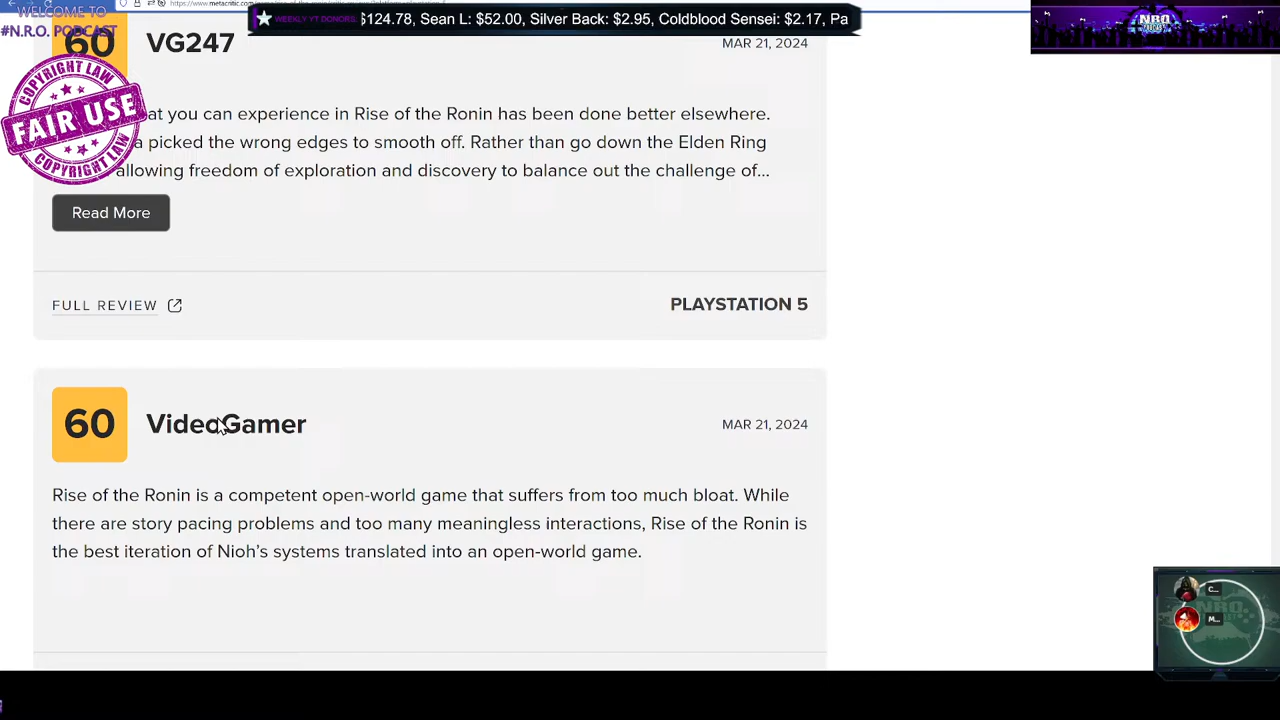 WELCOME TO
#N.R.O. PODCAST
WEEKLY YT DONORS $124.78, Sean L: $52.00, Silver Back: $2.95, Coldblood Sensei: $2.17, Pa
N.R.O.
60 VG247 MAR 21, 2024
COPYRIGHT LAW
FAIR USE
COPYRIGHT LAW
at you can experience in Rise of the Ronin has been done better elsewhere.
a picked the wrong edges to smooth off. Rather than go down the Elden Ring
allowing freedom of exploration and discovery to balance out the challenge of...
Read More
FULL REVIEW PLAYSTATION 5
60 VideoGamer MAR 21, 2024
Rise of the Ronin is a competent open-world game that suffers from too much bloat. While
there are story pacing problems and too many meaningless interactions, Rise of the Ronin is
the best iteration of Nioh's systems translated into an open-world game.
C...
M...